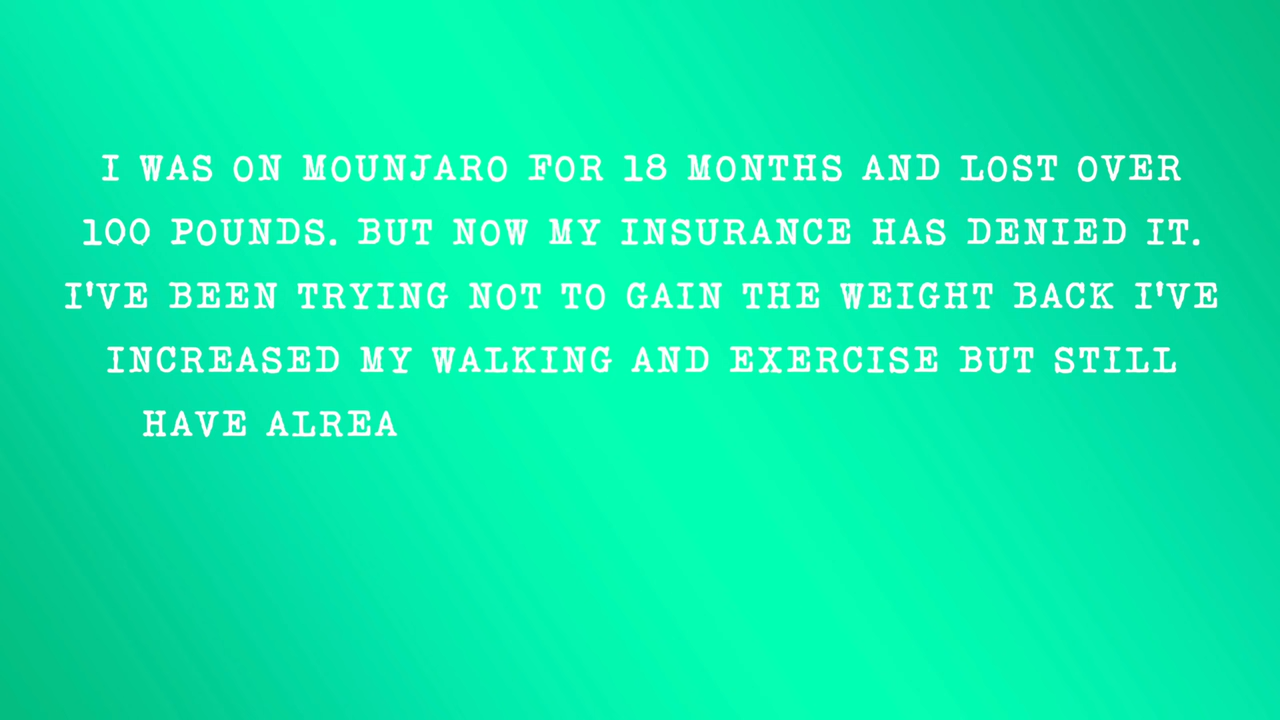 I WAS ON MOUNJARO FOR 18 MONTHS AND LOST OVER
100 POUNDS. BUT NOW MY INSURANCE HAS DENIED IT.
I'VE BEEN TRYING NOT TO GAIN THE WEIGHT BACK I'VE
INCREASED MY WALKING AND EXERCISE BUT STILL
HAVE ALREA